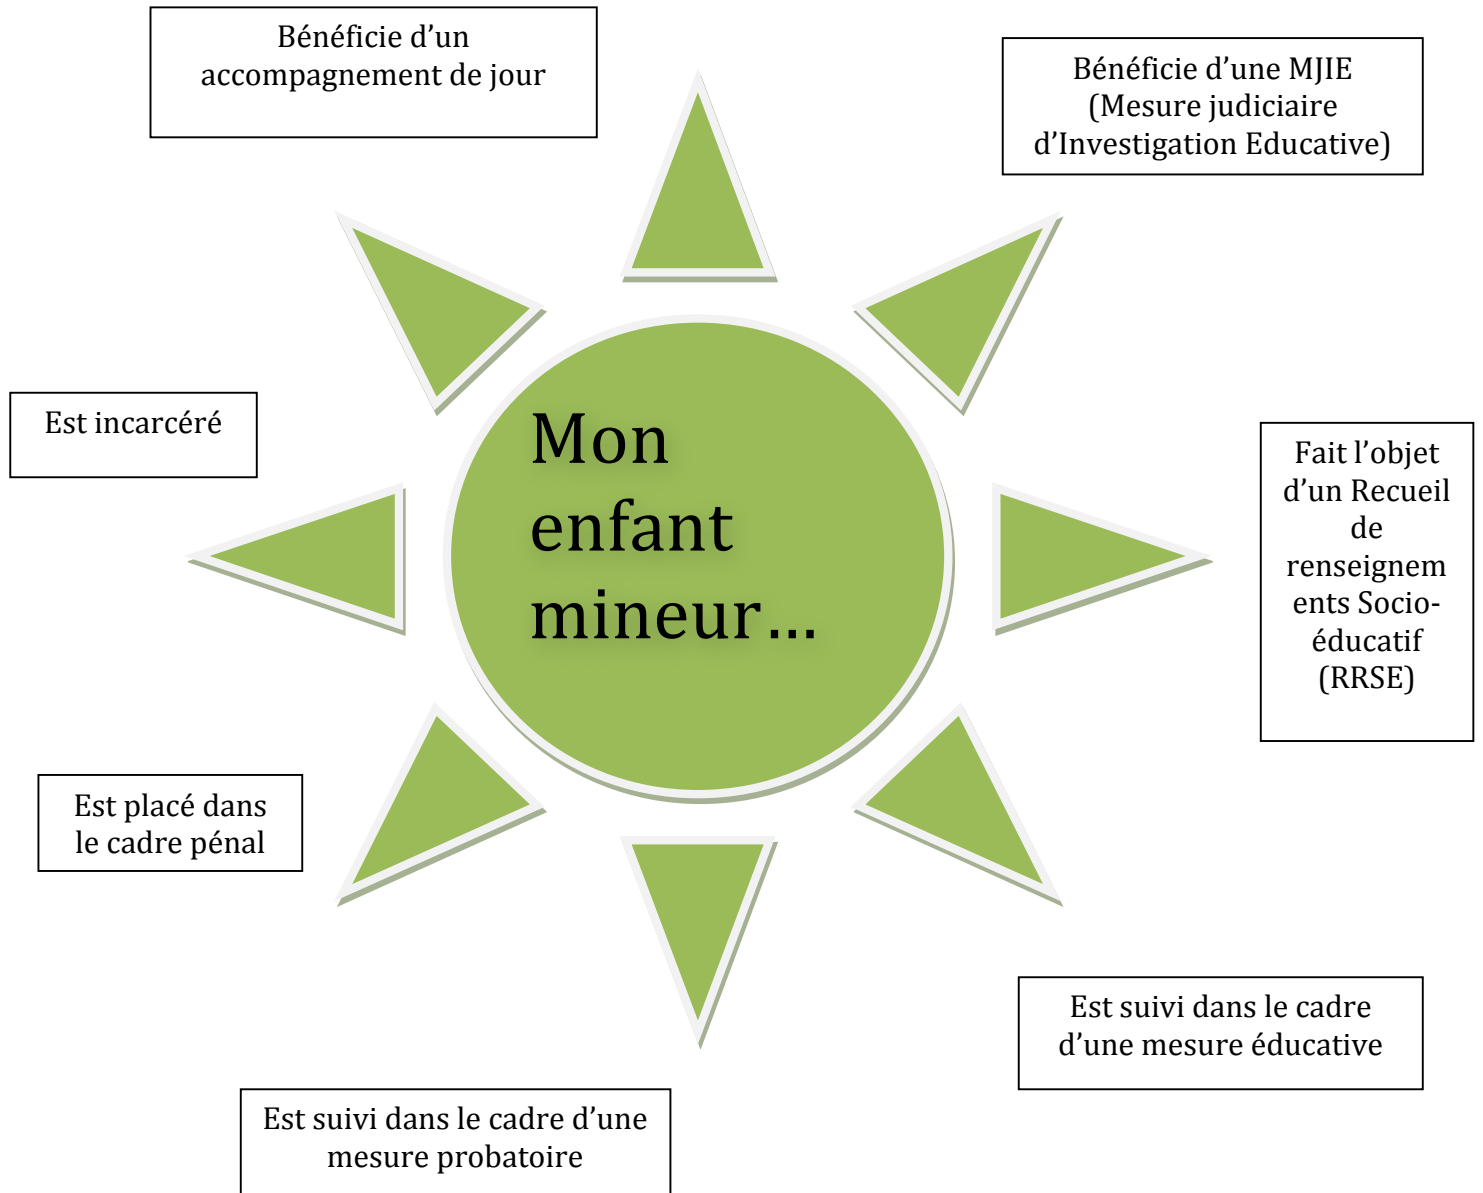 Bénéficie d’un
accompagnement de jour
Bénéficie d’une MJIE
(Mesure judiciaire
d’Investigation Educative)
Est incarcéré
Mon
enfant
mineur…
Fait l’objet
d’un Recueil
de
renseignem
ents Socio-
éducatif
(RRSE)
Est placé dans
le cadre pénal
Est suivi dans le cadre
d’une mesure éducative
Est suivi dans le cadre d’une
mesure probatoire